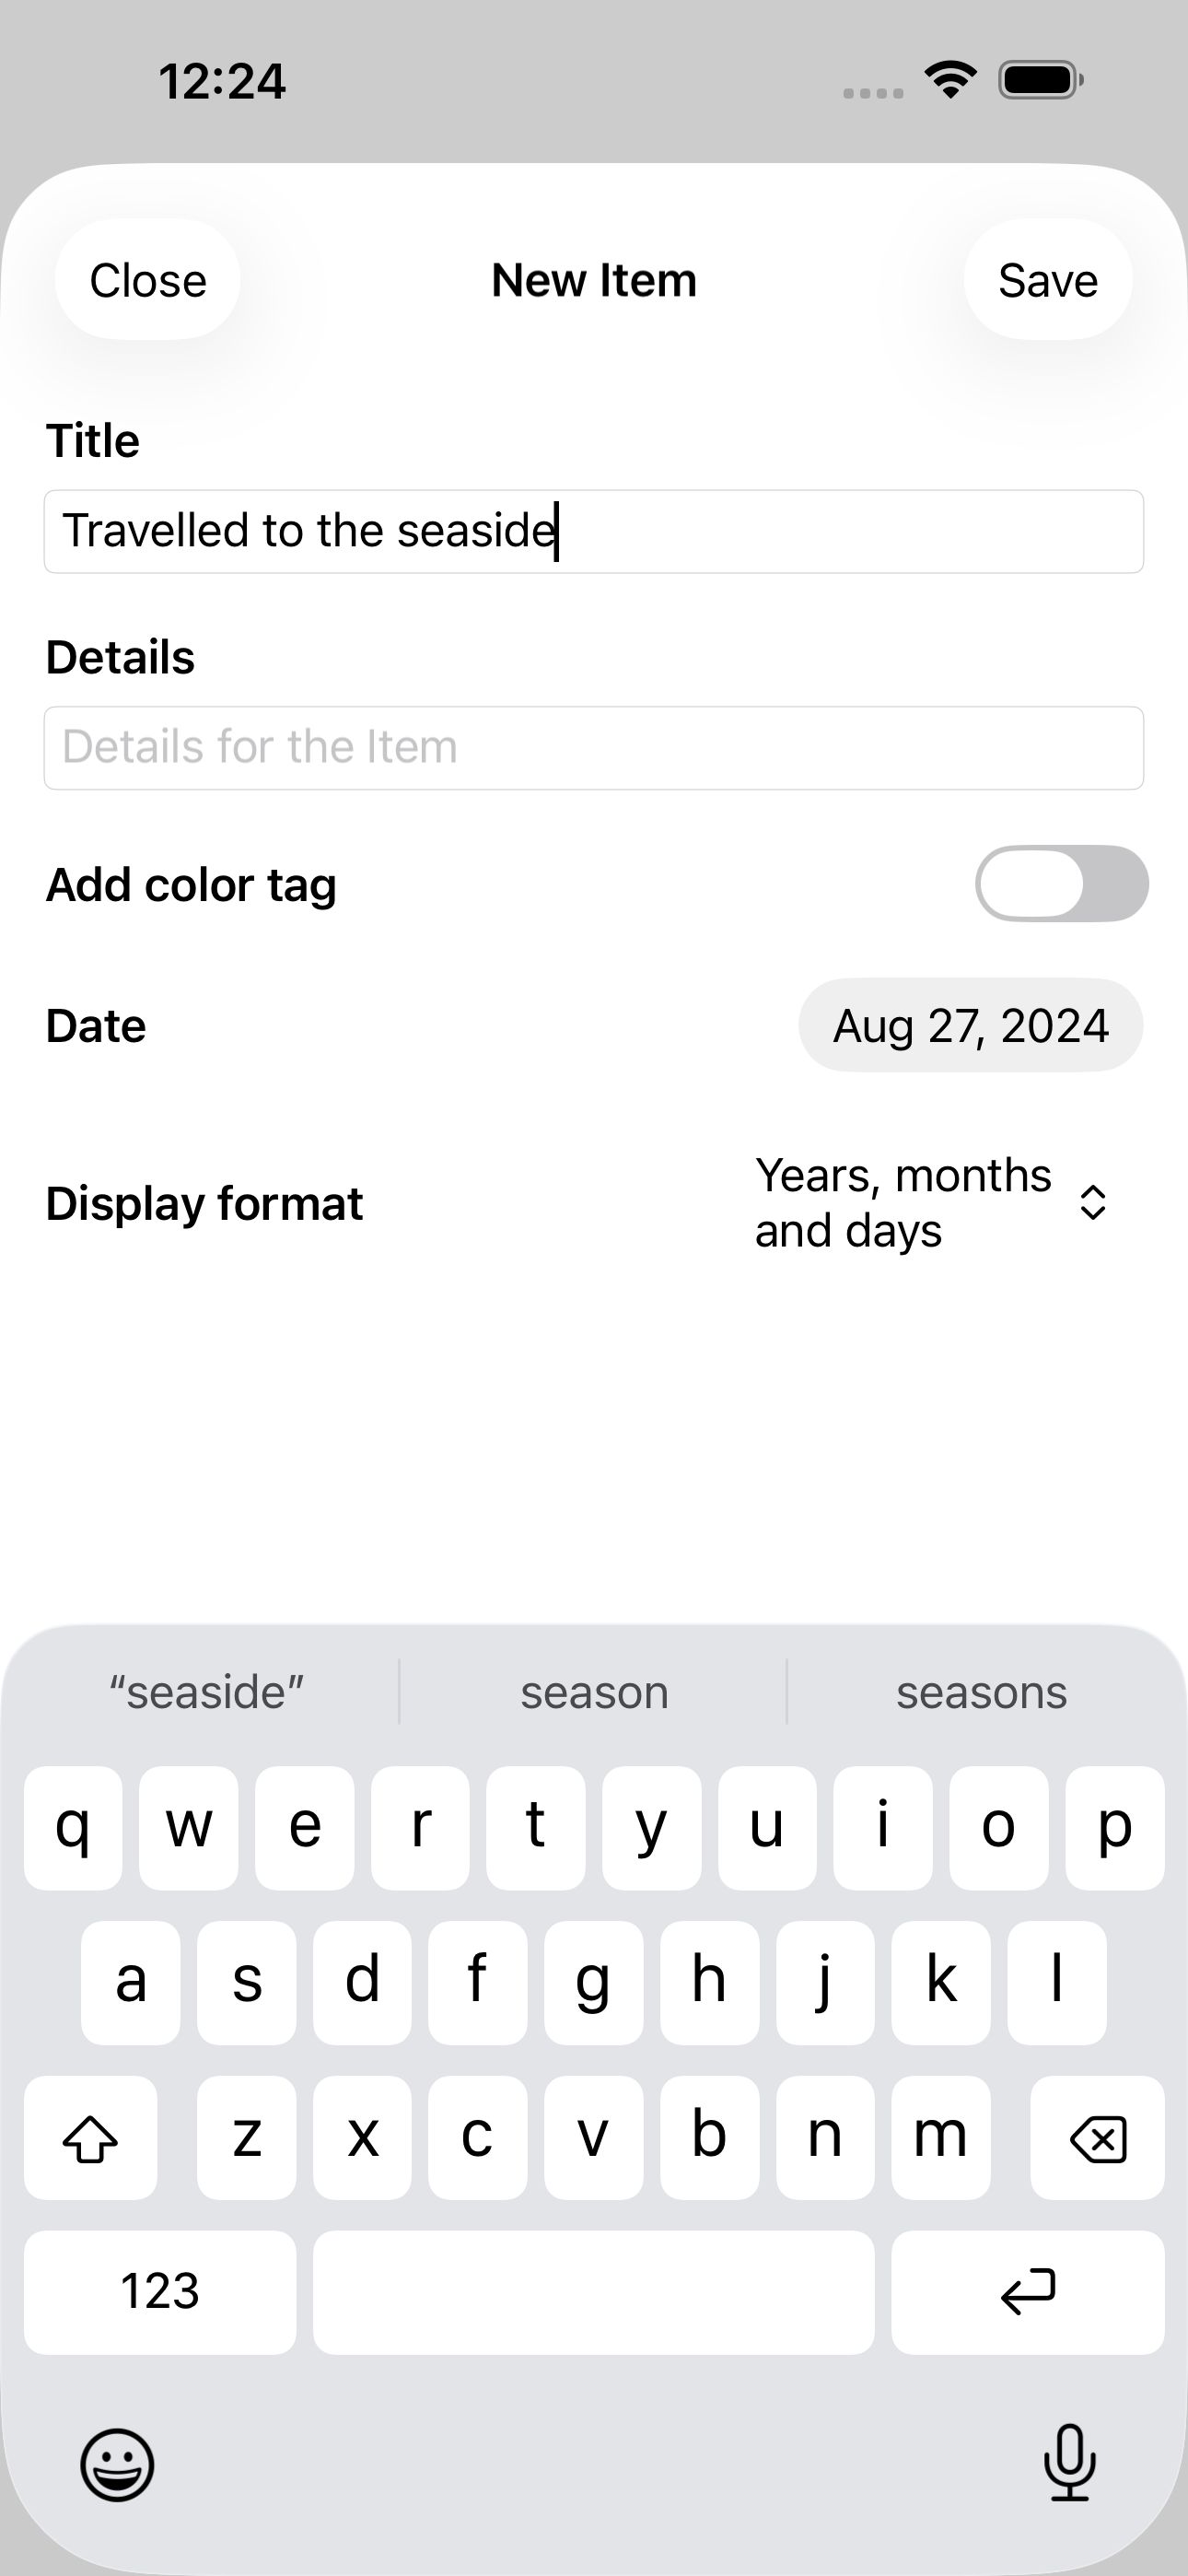 12:24
Close
New Item
Save
Title
Travelled to the seaside
Details
Details for the Item
Add color tag
Date
Aug 27, 2024
Display format
Years, months
and days
“seaside”
season
seasons
q w e r t y u i o p
a s d f g h j k l
z x c v b n m
123